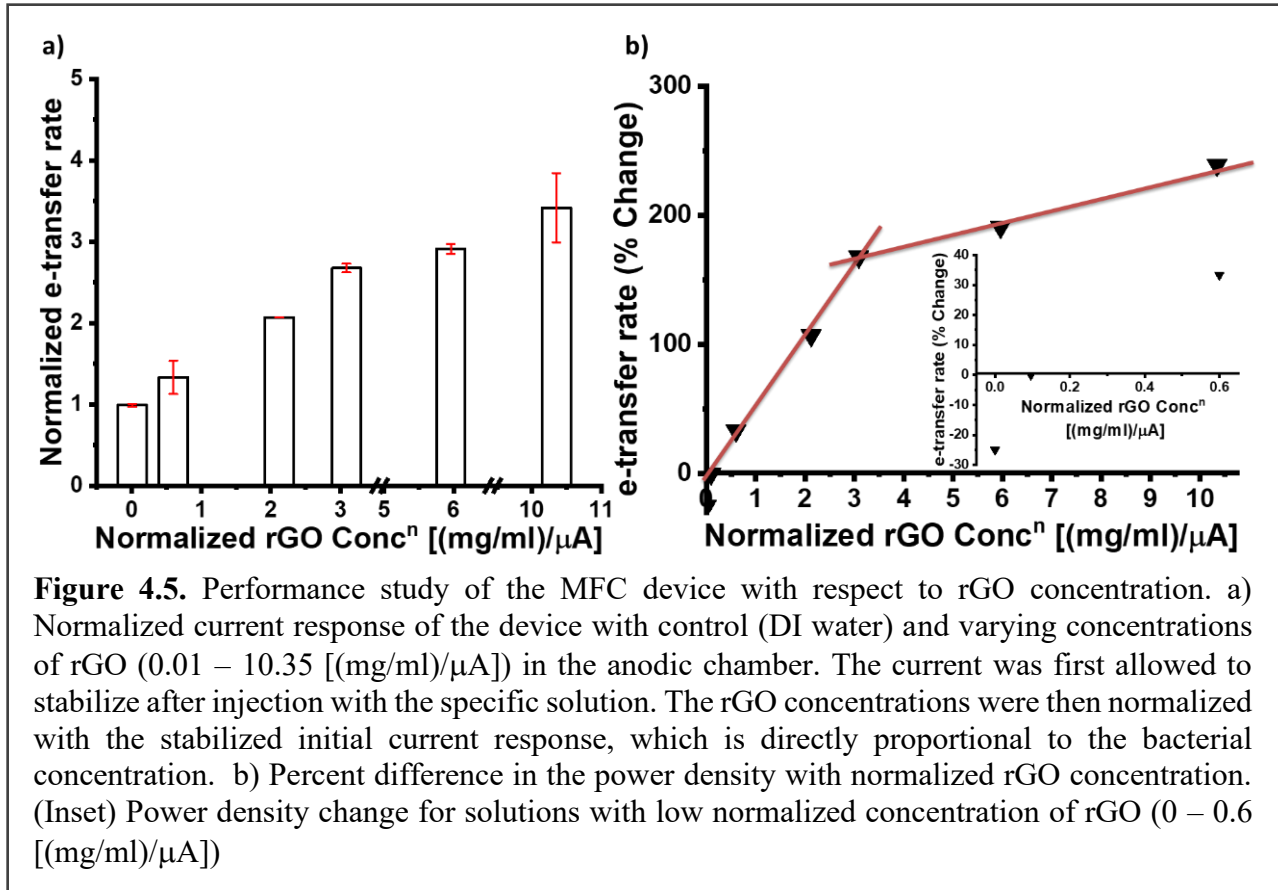 a)
5
4
3
2
1
0
Normalized e-transfer rate
0 1 2 3 5 6 10 11
Normalized rGO Concⁿ [(mg/ml)/μA]
b)
300
200
100
0
e-transfer rate (% Change)
0 1 2 3 4 5 6 7 8 9 10
Normalized rGO Concⁿ [(mg/ml)/μA]
40
30
20
10
0
-10
-20
-30
e-transfer rate (% Change)
0.0 0.2 0.4 0.6
Normalized rGO Concⁿ
[(mg/ml)/μA]
Figure 4.5. Performance study of the MFC device with respect to rGO concentration. a)
Normalized current response of the device with control (DI water) and varying concentrations
of rGO (0.01 – 10.35 [(mg/ml)/μA]) in the anodic chamber. The current was first allowed to
stabilize after injection with the specific solution. The rGO concentrations were then normalized
with the stabilized initial current response, which is directly proportional to the bacterial
concentration. b) Percent difference in the power density with normalized rGO concentration.
(Inset) Power density change for solutions with low normalized concentration of rGO (0 – 0.6
[(mg/ml)/μA])